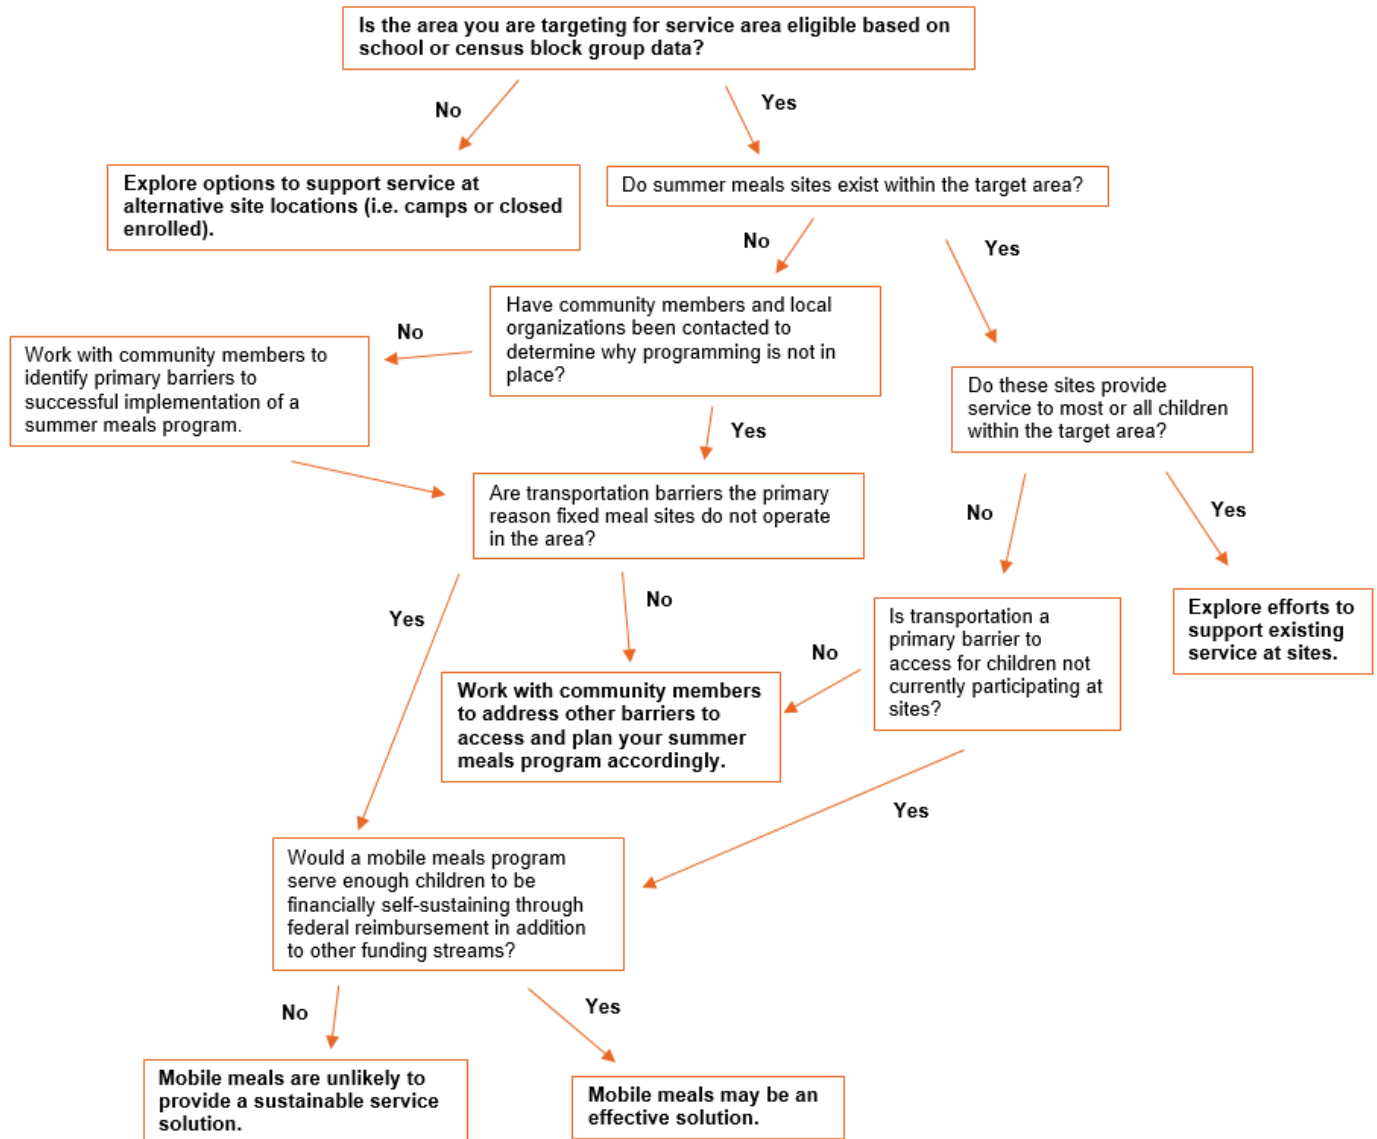 Is the area you are targeting for service area eligible based on
school or census block group data?
No
Yes
Explore options to support service at
alternative site locations (i.e. camps or closed
enrolled).
Do summer meals sites exist within the target area?
No
Yes
Have community members and local
organizations been contacted to
determine why programming is not in
place?
No
Work with community members to
identify primary barriers to
successful implementation of a
summer meals program.
Do these sites provide
service to most or all children
within the target area?
Yes
Are transportation barriers the primary
reason fixed meal sites do not operate
in the area?
No
Yes
Yes
No
Is transportation a
primary barrier to
access for children not
currently participating at
sites?
Explore efforts to
support existing
service at sites.
No
Work with community members
to address other barriers to
access and plan your summer
meals program accordingly.
Yes
Would a mobile meals program
serve enough children to be
financially self-sustaining through
federal reimbursement in addition
to other funding streams?
No
Yes
Mobile meals are unlikely to
provide a sustainable service
solution.
Mobile meals may be an
effective solution.